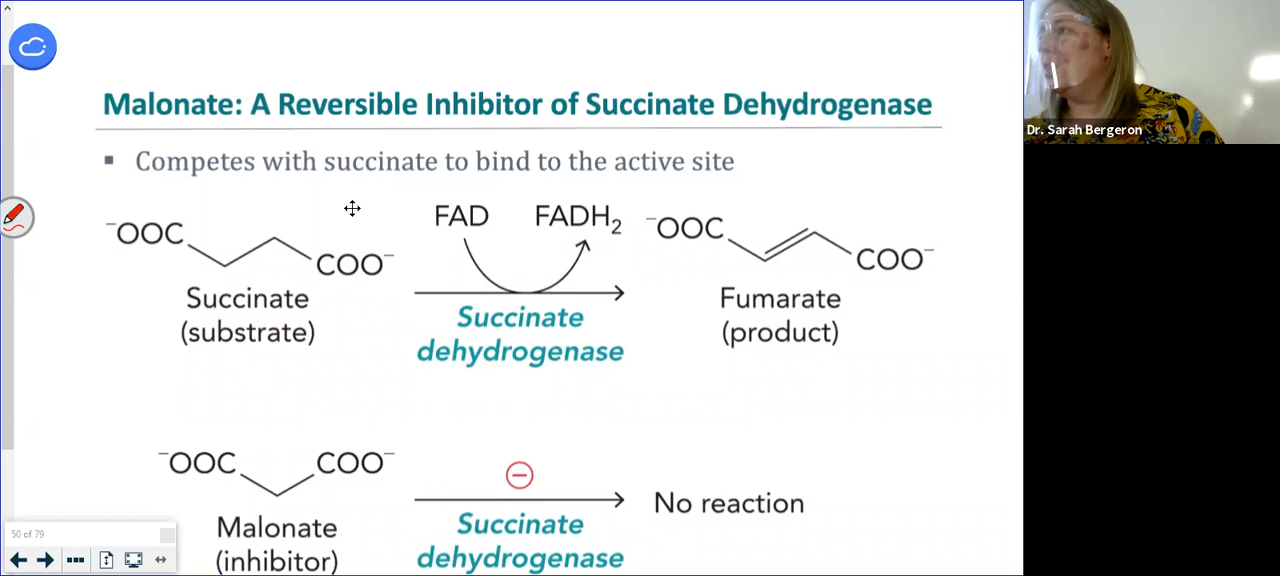 Malonate: A Reversible Inhibitor of Succinate Dehydrogenase
▪ Competes with succinate to bind to the active site
⁻OOC
COO⁻
Succinate
(substrate)
FAD
FADH₂
Succinate
dehydrogenase
⁻OOC
COO⁻
Fumarate
(product)
⁻OOC
COO⁻
Malonate
(inhibitor)
Succinate
dehydrogenase
No reaction
50 of 79
Dr. Sarah Bergeron